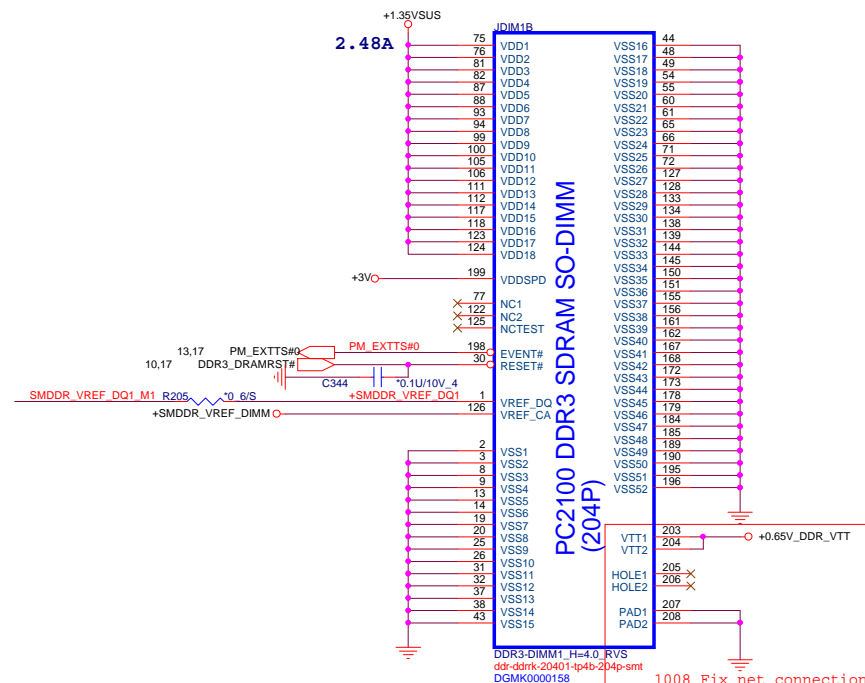 +1.35VSUS
2.48A
JDIM1B
75 VDD1 VSS16 44
76 VDD2 VSS17 48
81 VDD3 VSS18 49
82 VDD4 VSS19 54
87 VDD5 VSS20 55
88 VDD6 VSS21 60
93 VDD7 VSS22 61
94 VDD8 VSS23 65
99 VDD9 VSS24 66
100 VDD10 VSS25 71
105 VDD11 VSS26 72
106 VDD12 VSS27 127
111 VDD13 VSS28 128
112 VDD14 VSS29 133
117 VDD15 VSS30 134
118 VDD16 VSS31 138
123 VDD17 VSS32 139
124 VDD18 VSS33 144
VSS34 145
+3V 199 VDDSPD VSS35 150
VSS36 151
77 NC1 VSS37 155
122 NC2 VSS38 156
125 NCTEST VSS39 161
VSS40 162
13,17 PM_EXTTS#0 PM_EXTTS#0 198 EVENT# VSS41 167
10,17 DDR3_DRAMRST# 30 RESET# VSS42 168
VSS43 172
C344 *0.1U/10V_4 VSS44 173
SMDDR_VREF_DQ1_M1 R205 *0_6/S +SMDDR_VREF_DQ1 1 VREF_DQ VSS45 178
+SMDDR_VREF_DIMM 126 VREF_CA VSS46 179
VSS47 184
VSS48 185
2 VSS1 VSS49 189
3 VSS2 VSS50 190
8 VSS3 VSS51 195
9 VSS4 VSS52 196
13 VSS5
14 VSS6
19 VSS7
20 VSS8 VTT1 203 +0.65V_DDR_VTT
25 VSS9 VTT2 204
26 VSS10
31 VSS11 HOLE1 205
32 VSS12 HOLE2 206
37 VSS13
38 VSS14 PAD1 207
43 VSS15 PAD2 208
PC2100 DDR3 SDRAM SO-DIMM
(204P)
DDR3-DIMM1_H=4.0_RVS
ddr-ddrrk-20401-tp4b-204p-smt
DGMK0000158
1008 Fix net connection